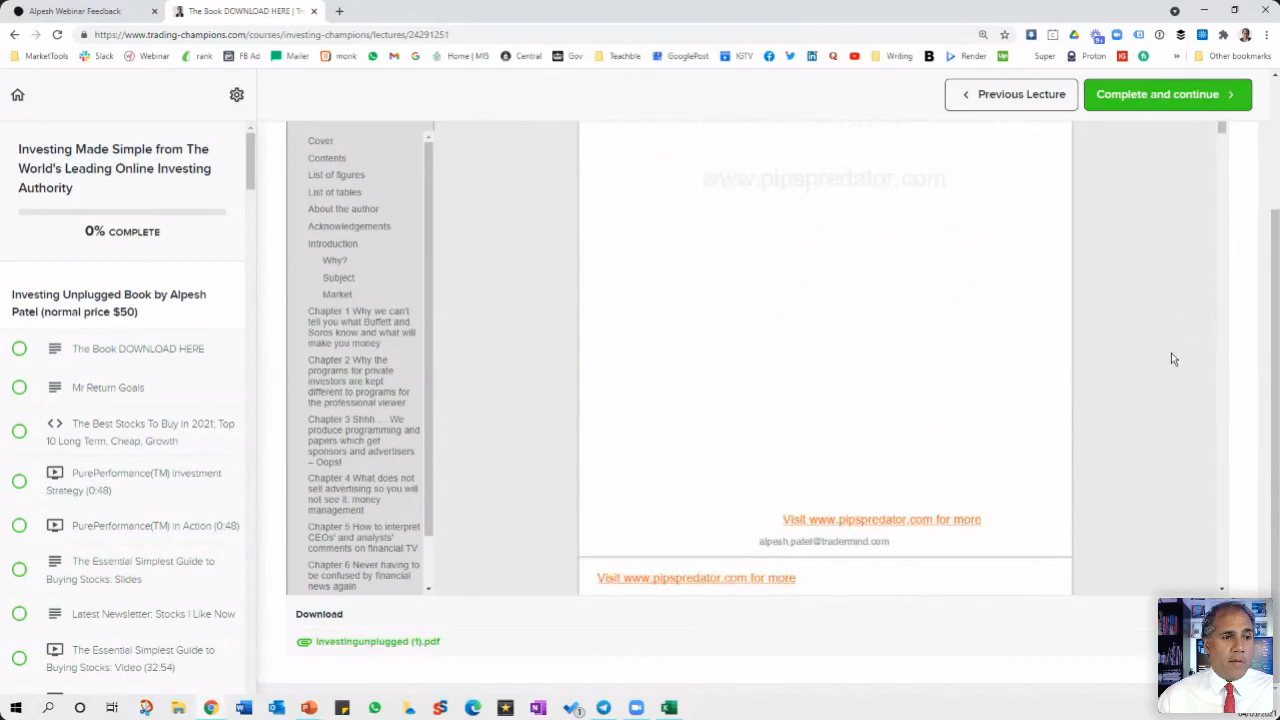 Alpesh Webinar Feedback
The Book DOWNLOAD HERE | To
https://www.trading-champions.com/courses/investing-champions/lectures/24291251
MarketTools
Slack
Webinar
rank
FB Ad
Mailer
monk
Quotes
Home | MIS
Central
Gov
Teachble
GooglePost
IGTV
Writing
Render
Super
Proton
»
Other bookmarks
Previous Lecture
Complete and continue
Investing Made Simple from The
World's Leading Online Investing
Authority
0% COMPLETE
Investing Unplugged Book by Alpesh
Patel (normal price $50)
The Book DOWNLOAD HERE
Mr Return Goals
The Best Stocks To Buy in 2021; Top
10 Long Term, Cheap, Growth
PurePerformance(TM) Investment
Strategy (0:48)
PurePerformance(TM) in Action (0:48)
The Essential Simplest Guide to
Buying Stocks: Slides
Latest Newsletter: Stocks I Like Now
The Essential Simplest Guide to
Buying Stocks: Video (32:54)
Cover
Contents
List of figures
List of tables
About the author
Acknowledgements
Introduction
Why?
Subject
Market
Chapter 1 Why we can't
tell you what Buffett and
Soros know and what will
make you money
Chapter 2 Why the
programs for private
investors are kept
different to programs for
the professional viewer
Chapter 3 Shhh ... We
produce programming and
papers which get
sponsors and advertisers
– Oops!
Chapter 4 What does not
sell advertising so you will
not see it: money
management
Chapter 5 How to interpret
CEOs' and analysts'
comments on financial TV
Chapter 6 Never having to
be confused by financial
news again
www.pipspredator.com
Visit www.pipspredator.com for more
alpesh.patel@tradermind.com
Visit www.pipspredator.com for more
Download
Investingunplugged (1).pdf